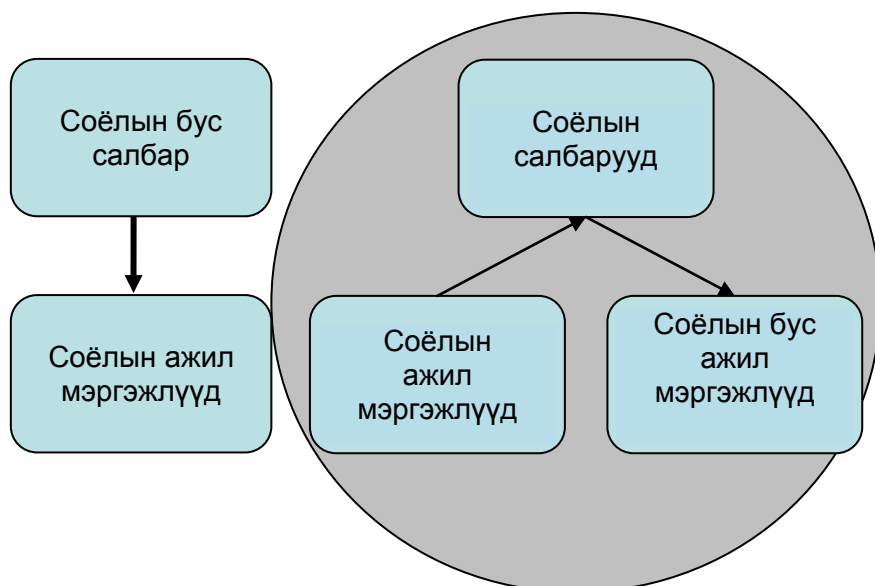 Соёлын бус
салбар
Соёлын
салбарууд
Соёлын ажил
мэргэжлүүд
Соёлын
ажил
мэргэжлүүд
Соёлын бус
ажил
мэргэжлүүд